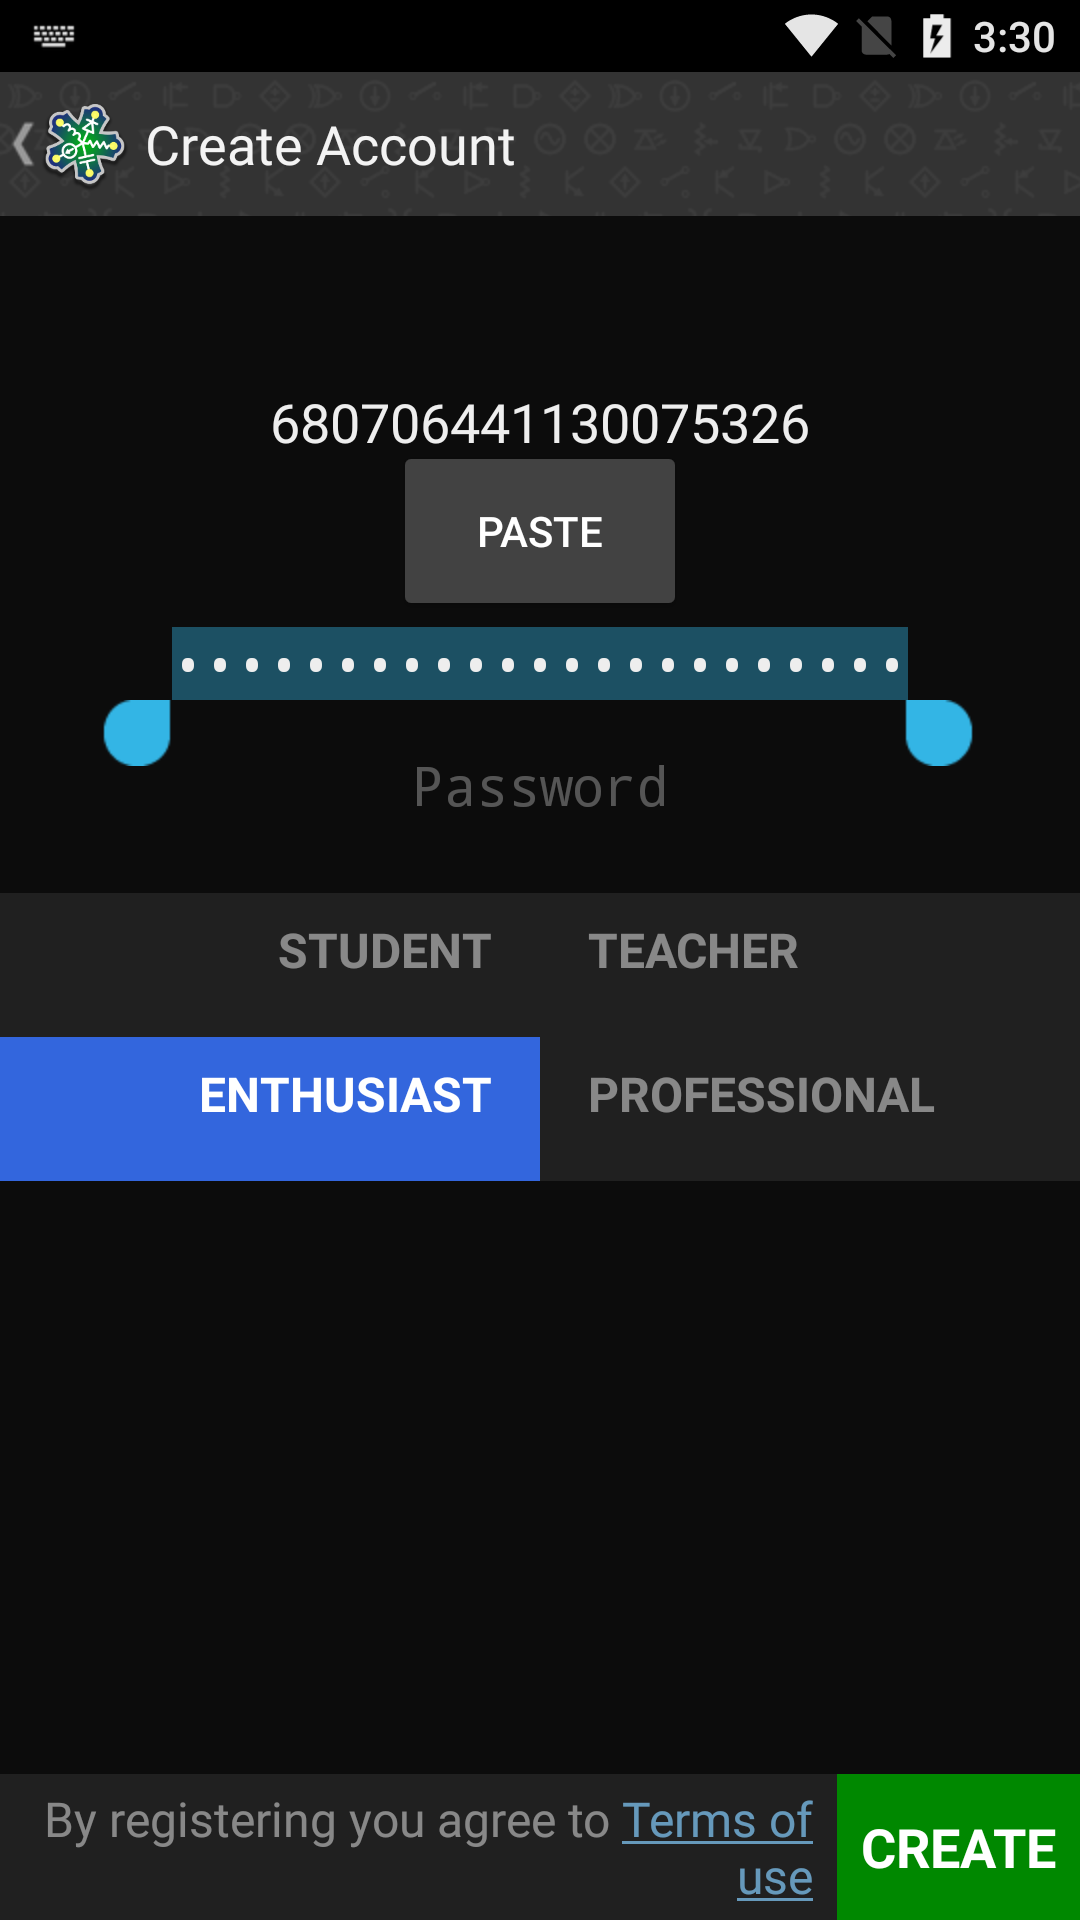 3:30
Create Account
680706441130075326
PASTE
•••••••••••••••••••••••
Password
STUDENT
TEACHER
ENTHUSIAST
PROFESSIONAL
By registering you agree to Terms of
use
CREATE